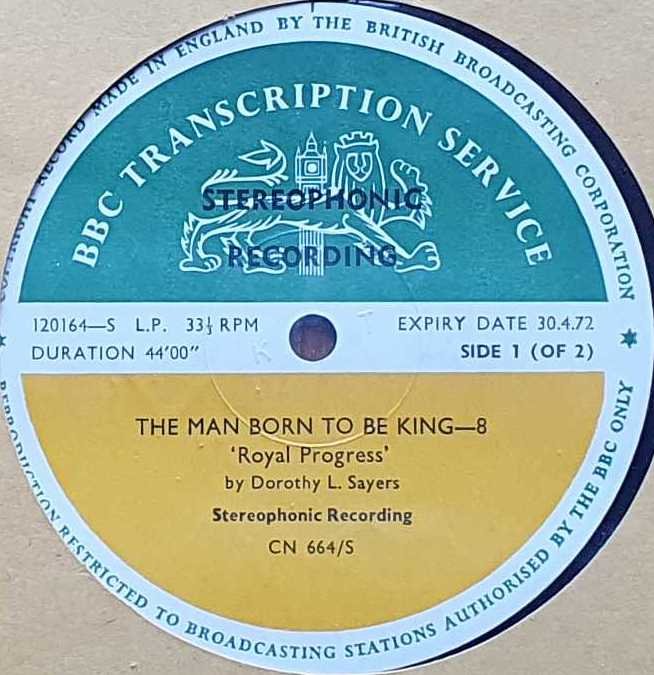 COPYRIGHT RECORD MADE IN ENGLAND BY THE BRITISH BROADCASTING CORPORATION
BBC TRANSCRIPTION SERVICE
STEREOPHONIC
RECORDING
120164—S L.P. 33⅓ RPM
EXPIRY DATE 30.4.72
DURATION 44'00"
SIDE 1 (OF 2)
K T
THE MAN BORN TO BE KING—8
'Royal Progress'
by Dorothy L. Sayers
Stereophonic Recording
CN 664/S
REPRODUCTION RESTRICTED TO BROADCASTING STATIONS AUTHORISED BY THE BBC ONLY